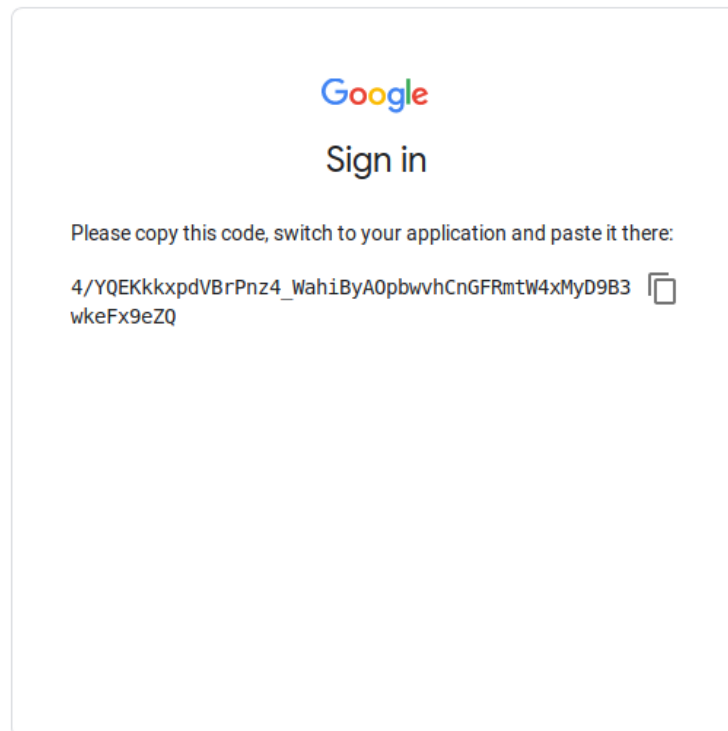 Google
Sign in
Please copy this code, switch to your application and paste it there:
4/YQEKkkxpdVBrPnz4_WahiByAOpbwvhCnGFRmtW4xMyD9B3
wkeFx9eZQ